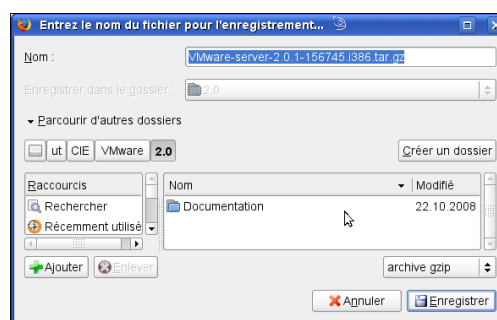 Entrez le nom du fichier pour l'enregistrement...
Nom : VMware-server-2.0.1-156745.i386.tar.gz
Enregistrer dans le dossier : 2.0
Parcourir d'autres dossiers
ut CIE VMware 2.0 Créer un dossier
Raccourcis Nom Modifié
Rechercher Documentation 22.10.2008
Récemment utilisé
Ajouter Enlever archive gzip
Annuler Enregistrer